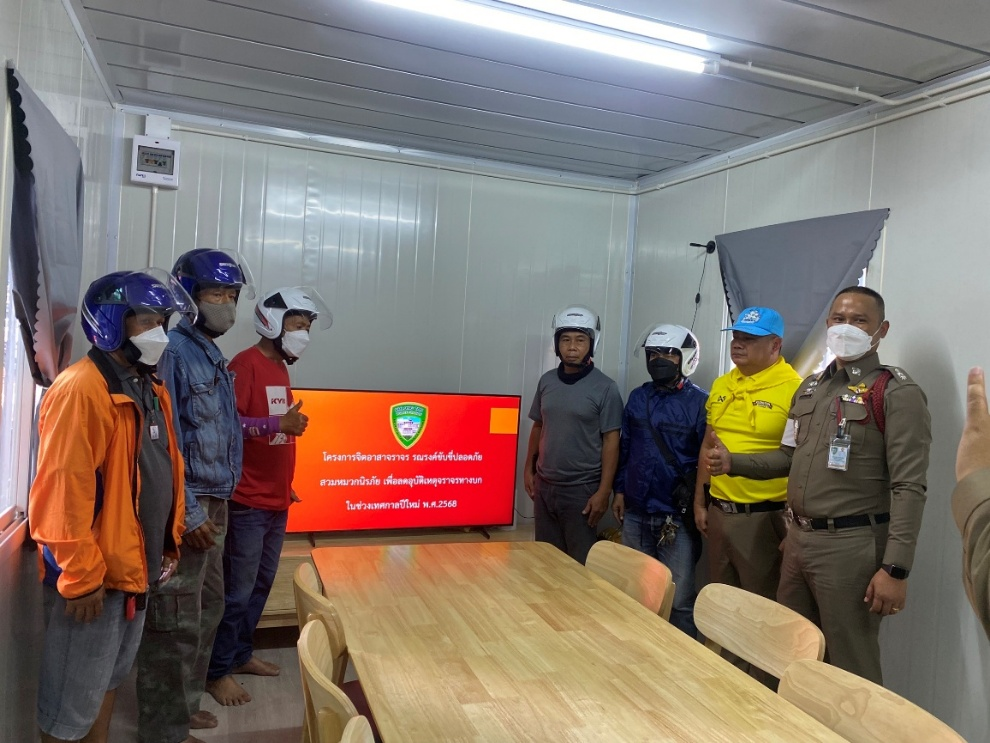 โครงการจิตอาสาจราจร รณรงค์ขับขี่ปลอดภัย
สวมหมวกนิรภัย เพื่อลดอุบัติเหตุจราจรทางบก
ในช่วงเทศกาลปีใหม่ พ.ศ.2568